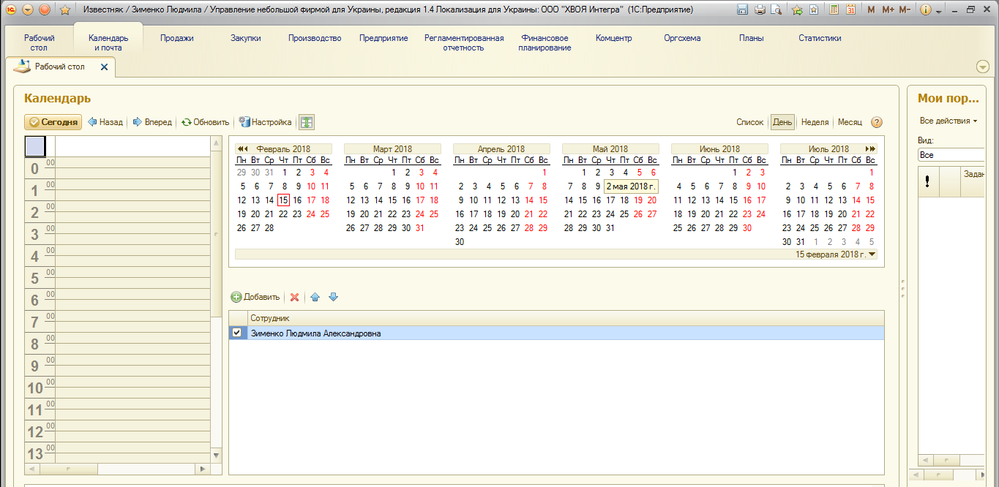 Известняк / Зименко Людмила / Управление небольшой фирмой для Украины, редакция 1.4 Локализация для Украины: ООО "ХВОЯ Интегра" (1С:Предприятие)
M M+ M-
Рабочий стол
Календарь и почта
Продажи
Закупки
Производство
Предприятие
Регламентированная отчетность
Финансовое планирование
Комцентр
Оргсхема
Планы
Статистики
Рабочий стол
Календарь
Сегодня Назад Вперед Обновить Настройка
Список День Неделя Месяц ?
0 00
1 00
2 00
3 00
4 00
5 00
6 00
7 00
8 00
9 00
10 00
11 00
12 00
13 00
Февраль 2018
Пн Вт Ср Чт Пт Сб Вс
29 30 31 1 2 3 4
5 6 7 8 9 10 11
12 13 14 15 16 17 18
19 20 21 22 23 24 25
26 27 28
Март 2018
Пн Вт Ср Чт Пт Сб Вс
1 2 3 4
5 6 7 8 9 10 11
12 13 14 15 16 17 18
19 20 21 22 23 24 25
26 27 28 29 30 31
Апрель 2018
Пн Вт Ср Чт Пт Сб Вс
1
2 3 4 5 6 7 8
9 10 11 12 13 14 15
16 17 18 19 20 21 22
23 24 25 26 27 28 29
30
Май 2018
Пн Вт Ср Чт Пт Сб Вс
1 2 3 4 5 6
7 8 9 2 мая 2018 г.
14 15 16 17 18 19 20
21 22 23 24 25 26 27
28 29 30 31
Июнь 2018
Пн Вт Ср Чт Пт Сб Вс
1 2 3
4 5 6 7 8 9 10
11 12 13 14 15 16 17
18 19 20 21 22 23 24
25 26 27 28 29 30
Июль 2018
Пн Вт Ср Чт Пт Сб Вс
1
2 3 4 5 6 7 8
9 10 11 12 13 14 15
16 17 18 19 20 21 22
23 24 25 26 27 28 29
30 31 1 2 3 4 5
15 февраля 2018 г.
Добавить
Сотрудник
Зименко Людмила Александровна
Мои пор...
Все действия
Вид:
Все
! Задан